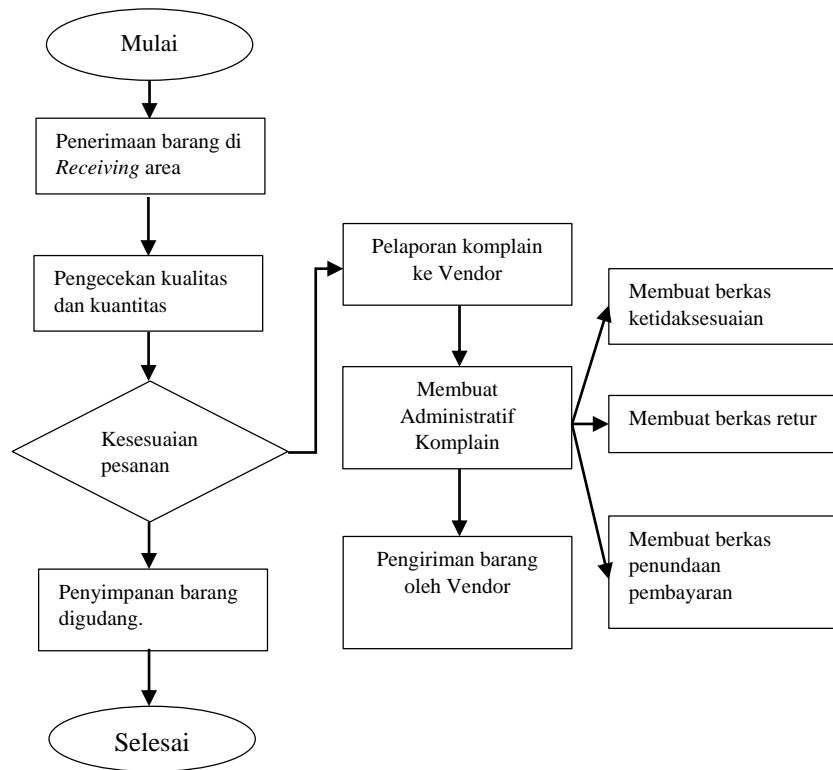 Mulai
Penerimaan barang di
Receiving area
Pengecekan kualitas
dan kuantitas
Kesesuaian
pesanan
Penyimpanan barang
digudang.
Selesai
Pelaporan komplain
ke Vendor
Membuat
Administratif
Komplain
Pengiriman barang
oleh Vendor
Membuat berkas
ketidaksesuaian
Membuat berkas retur
Membuat berkas
penundaan
pembayaran